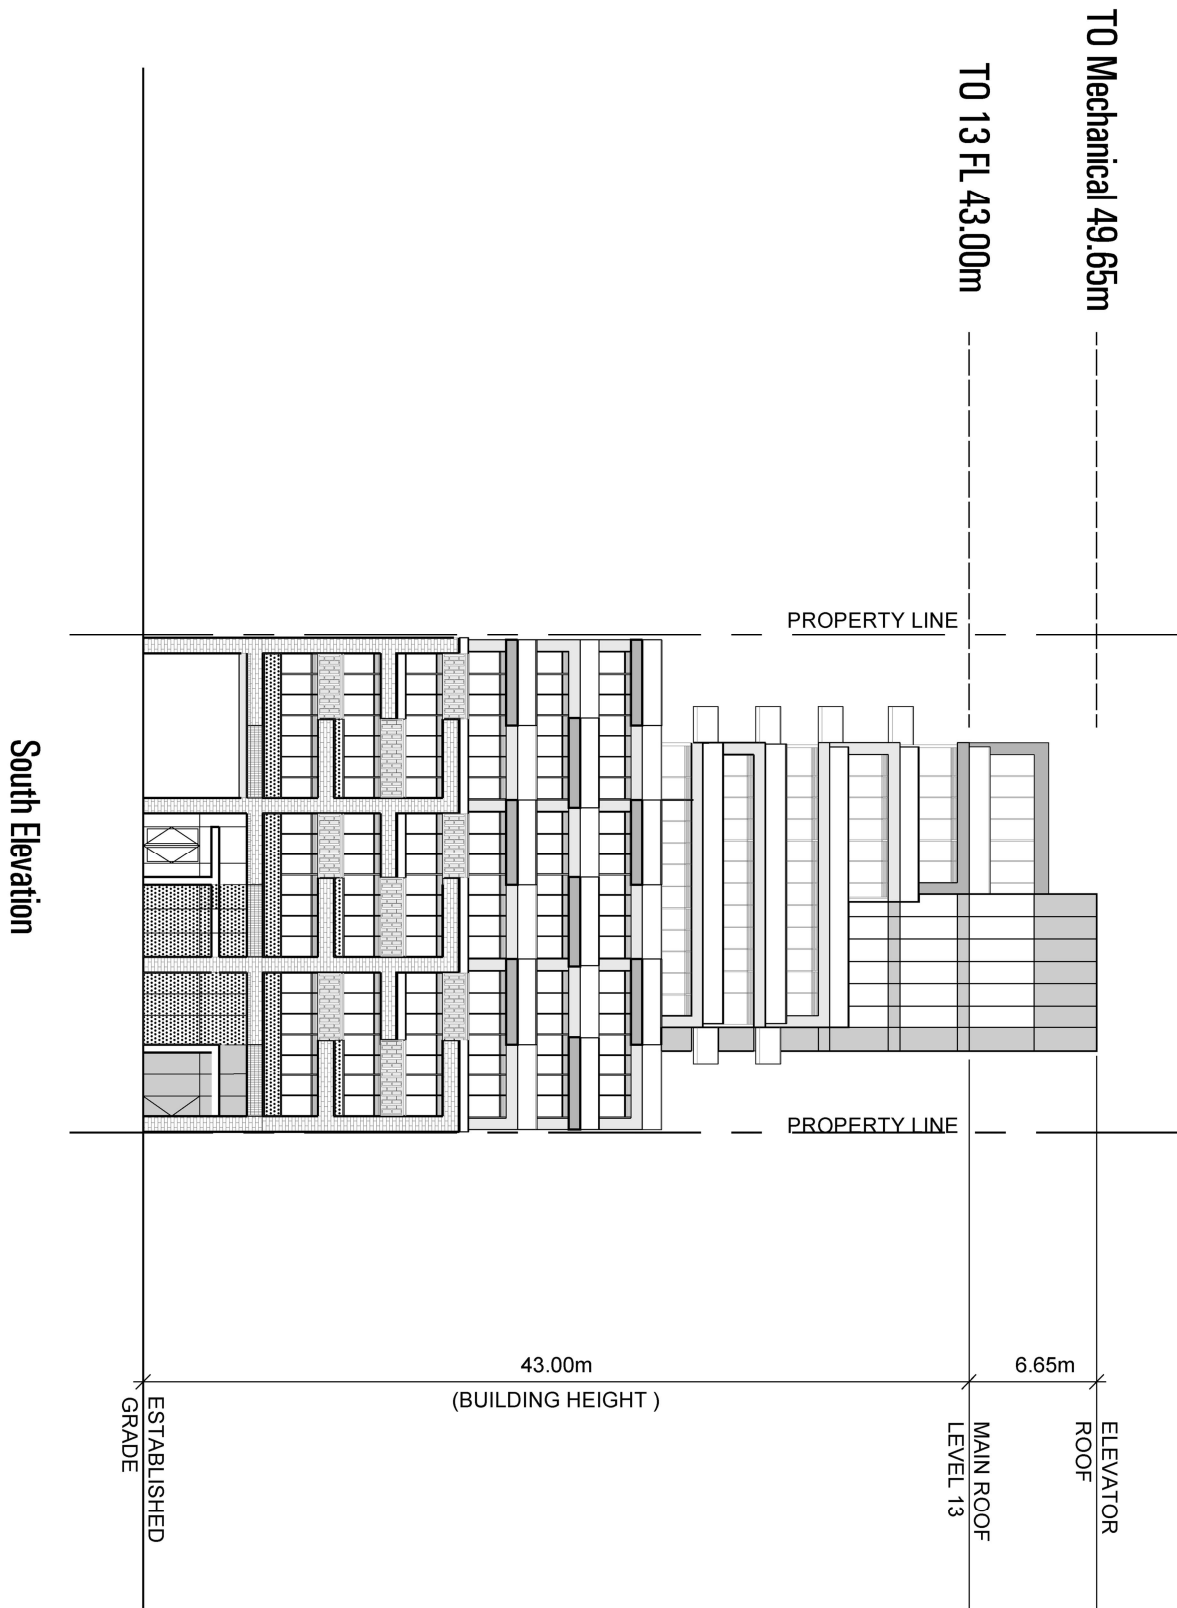 TO Mechanical 49.65m
TO 13 FL 43.00m
PROPERTY LINE
PROPERTY LINE
43.00m
(BUILDING HEIGHT )
6.65m
ELEVATOR
ROOF
MAIN ROOF
LEVEL 13
ESTABLISHED
GRADE
South Elevation